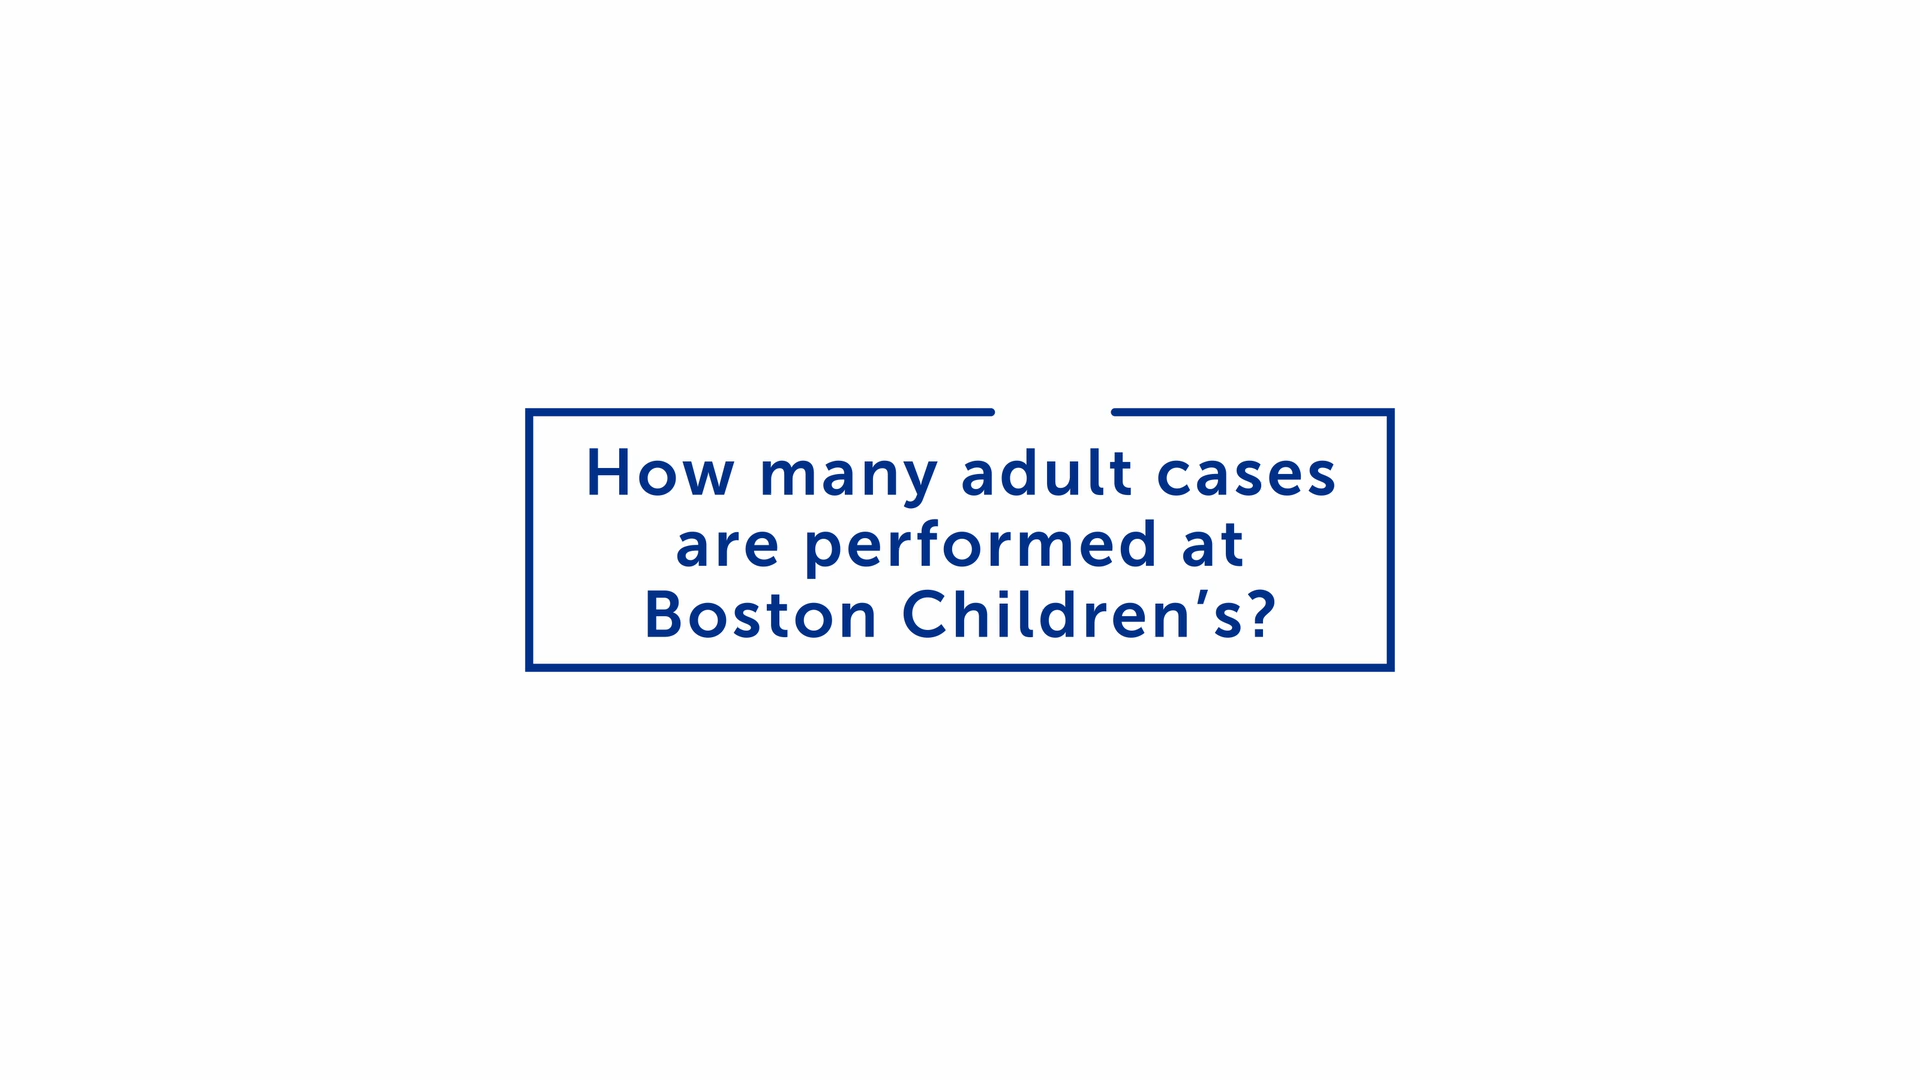 How many adult cases
are performed at
Boston Children’s?